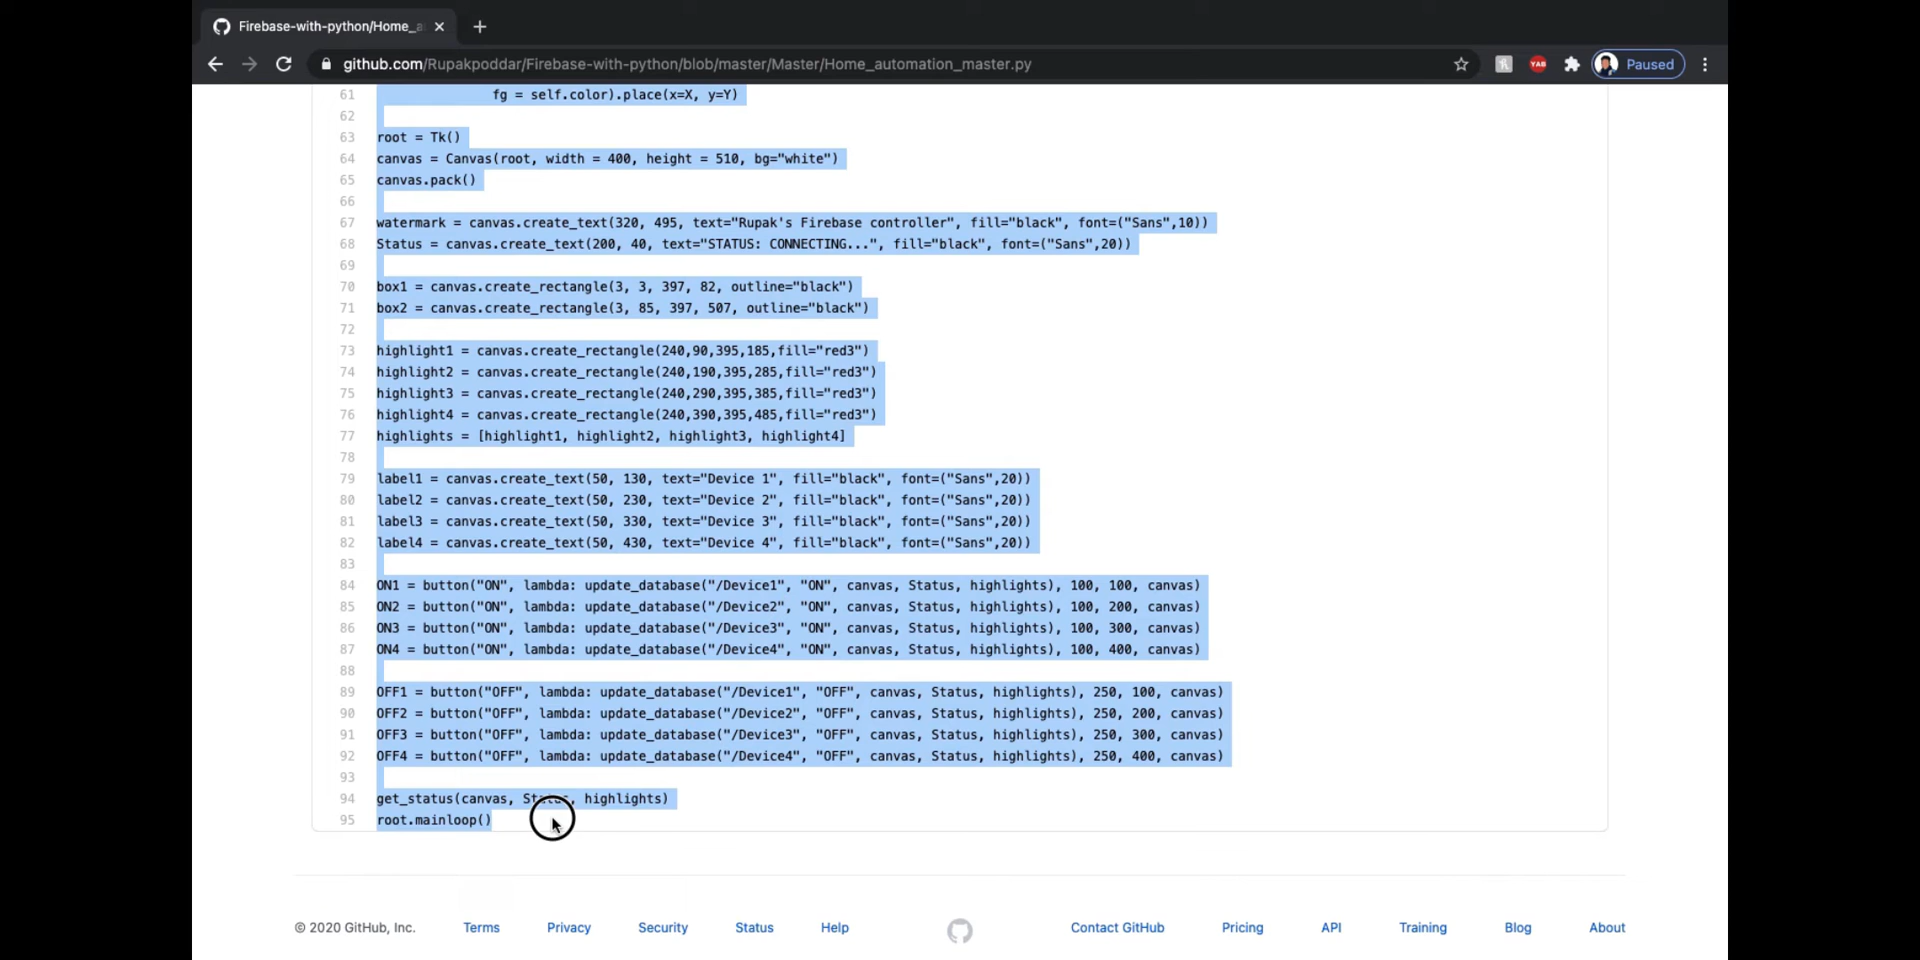 Firebase-with-python/Home_a
github.com/Rupakpoddar/Firebase-with-python/blob/master/Master/Home_automation_master.py
YAB
Paused
61 fg = self.color).place(x=X, y=Y)
62
63 root = Tk()
64 canvas = Canvas(root, width = 400, height = 510, bg="white")
65 canvas.pack()
66
67 watermark = canvas.create_text(320, 495, text="Rupak's Firebase controller", fill="black", font=("Sans",10))
68 Status = canvas.create_text(200, 40, text="STATUS: CONNECTING...", fill="black", font=("Sans",20))
69
70 box1 = canvas.create_rectangle(3, 3, 397, 82, outline="black")
71 box2 = canvas.create_rectangle(3, 85, 397, 507, outline="black")
72
73 highlight1 = canvas.create_rectangle(240,90,395,185,fill="red3")
74 highlight2 = canvas.create_rectangle(240,190,395,285,fill="red3")
75 highlight3 = canvas.create_rectangle(240,290,395,385,fill="red3")
76 highlight4 = canvas.create_rectangle(240,390,395,485,fill="red3")
77 highlights = [highlight1, highlight2, highlight3, highlight4]
78
79 label1 = canvas.create_text(50, 130, text="Device 1", fill="black", font=("Sans",20))
80 label2 = canvas.create_text(50, 230, text="Device 2", fill="black", font=("Sans",20))
81 label3 = canvas.create_text(50, 330, text="Device 3", fill="black", font=("Sans",20))
82 label4 = canvas.create_text(50, 430, text="Device 4", fill="black", font=("Sans",20))
83
84 ON1 = button("ON", lambda: update_database("/Device1", "ON", canvas, Status, highlights), 100, 100, canvas)
85 ON2 = button("ON", lambda: update_database("/Device2", "ON", canvas, Status, highlights), 100, 200, canvas)
86 ON3 = button("ON", lambda: update_database("/Device3", "ON", canvas, Status, highlights), 100, 300, canvas)
87 ON4 = button("ON", lambda: update_database("/Device4", "ON", canvas, Status, highlights), 100, 400, canvas)
88
89 OFF1 = button("OFF", lambda: update_database("/Device1", "OFF", canvas, Status, highlights), 250, 100, canvas)
90 OFF2 = button("OFF", lambda: update_database("/Device2", "OFF", canvas, Status, highlights), 250, 200, canvas)
91 OFF3 = button("OFF", lambda: update_database("/Device3", "OFF", canvas, Status, highlights), 250, 300, canvas)
92 OFF4 = button("OFF", lambda: update_database("/Device4", "OFF", canvas, Status, highlights), 250, 400, canvas)
93
94 get_status(canvas, Status, highlights)
95 root.mainloop()
© 2020 GitHub, Inc. Terms Privacy Security Status Help Contact GitHub Pricing API Training Blog About